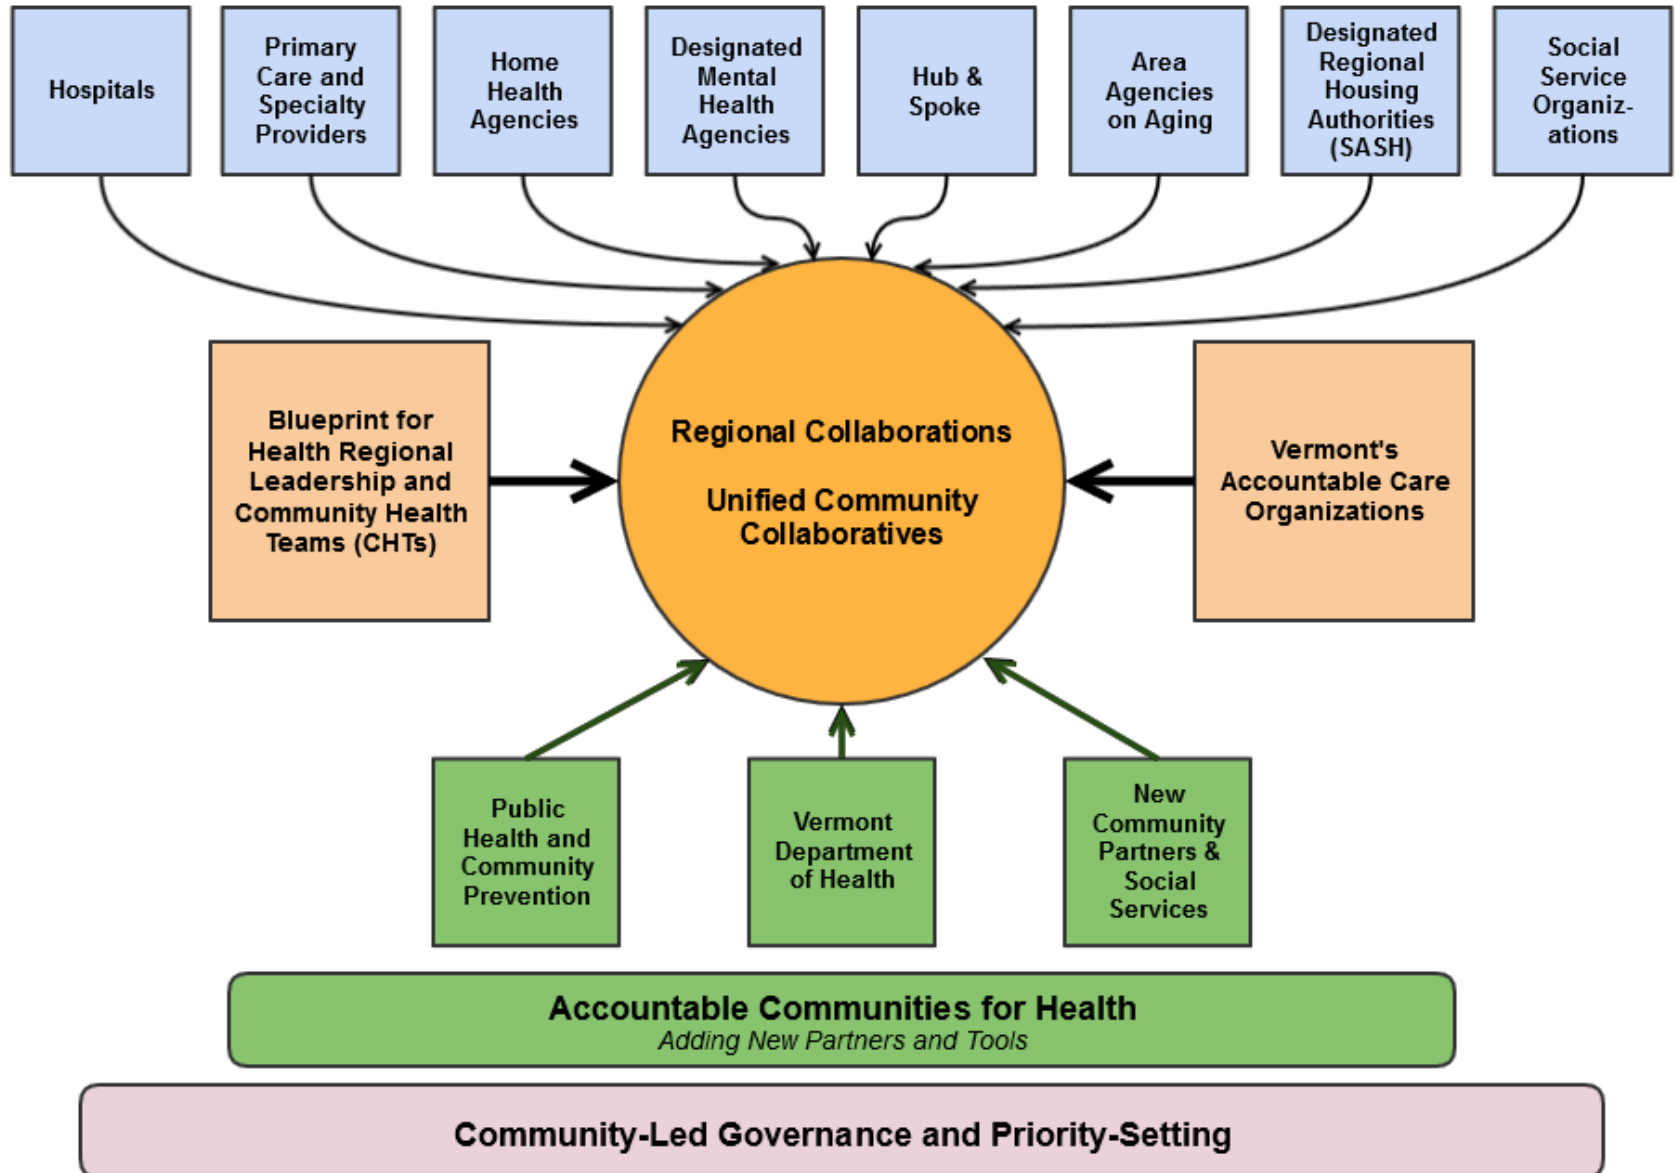 Hospitals
Primary
Care and
Specialty
Providers
Home
Health
Agencies
Designated
Mental
Health
Agencies
Hub &
Spoke
Area
Agencies
on Aging
Designated
Regional
Housing
Authorities
(SASH)
Social
Service
Organiz-
ations
Blueprint for
Health Regional
Leadership and
Community Health
Teams (CHTs)
Regional Collaborations
Unified Community
Collaboratives
Vermont's
Accountable Care
Organizations
Public
Health and
Community
Prevention
Vermont
Department
of Health
New
Community
Partners &
Social
Services
Accountable Communities for Health
Adding New Partners and Tools
Community-Led Governance and Priority-Setting